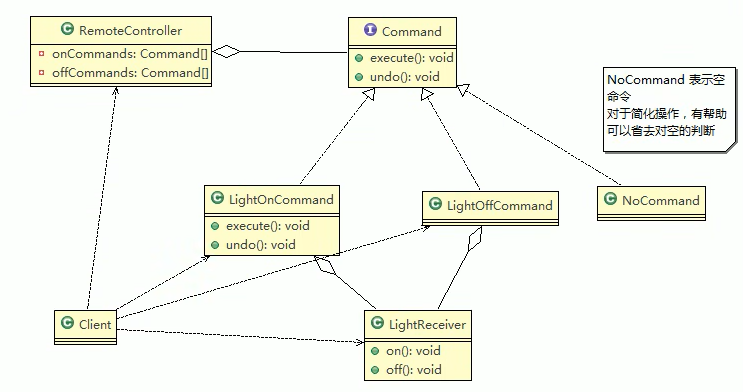 RemoteController
onCommands: Command[]
offCommands: Command[]
Command
execute(): void
undo(): void
NoCommand 表示空
命令
对于简化操作，有帮助
可以省去对空的判断
LightOnCommand
execute(): void
undo(): void
LightOffCommand
NoCommand
Client
LightReceiver
on(): void
off(): void